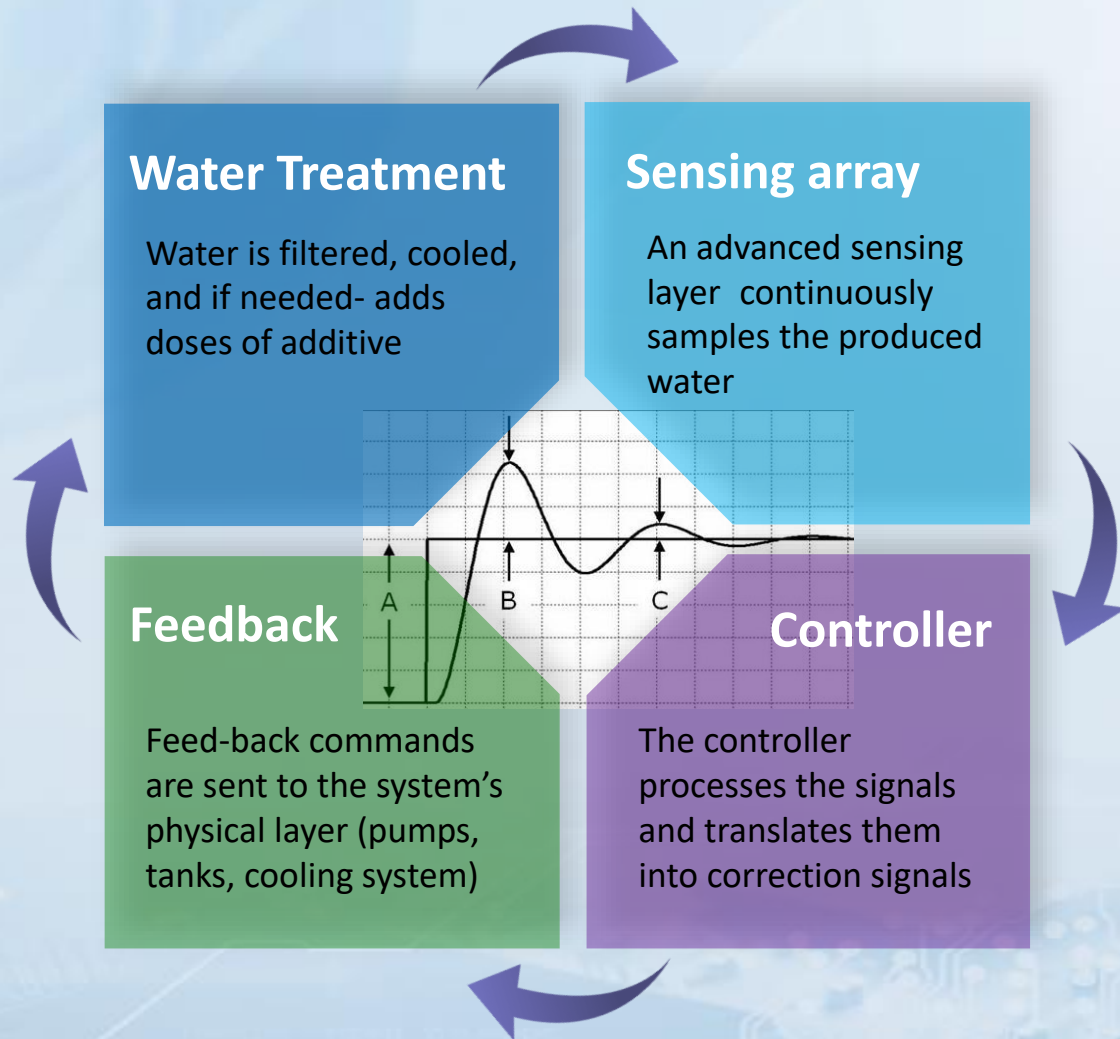 Water Treatment
Water is filtered, cooled,
and if needed- adds
doses of additive
Sensing array
An advanced sensing
layer  continuously
samples the produced
water
A
B
C
Feedback
Feed-back commands
are sent to the system’s
physical layer (pumps,
tanks, cooling system)
Controller
The controller
processes the signals
and translates them
into correction signals